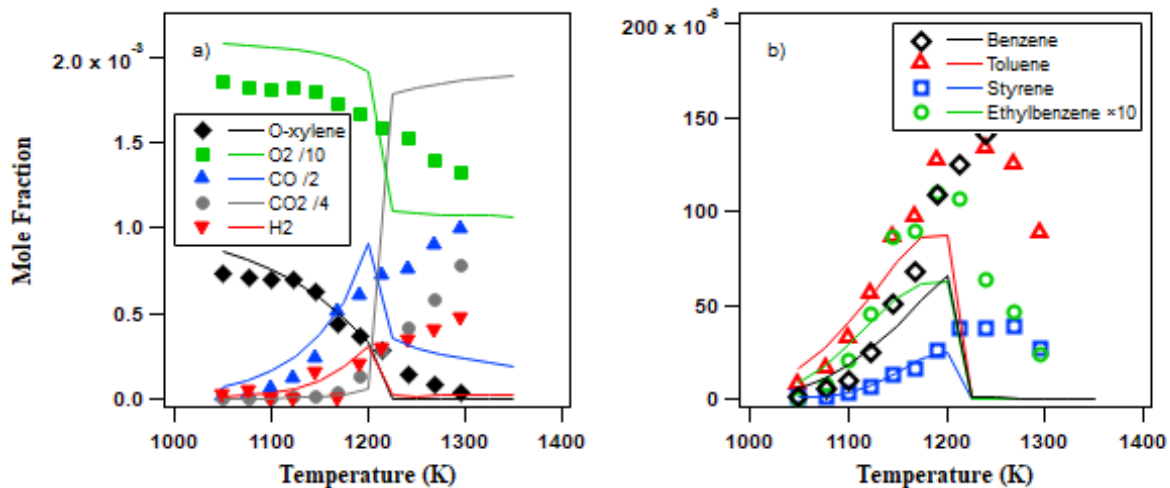 a)
2.0 x 10⁻³
1.5
1.0
0.5
0.0
O-xylene
O2 /10
CO /2
CO2 /4
H2
1000 1100 1200 1300 1400
Temperature (K)
Mole Fraction
b)
200 x 10⁻⁶
150
100
50
0
Benzene
Toluene
Styrene
Ethylbenzene ×10
1000 1100 1200 1300 1400
Temperature (K)